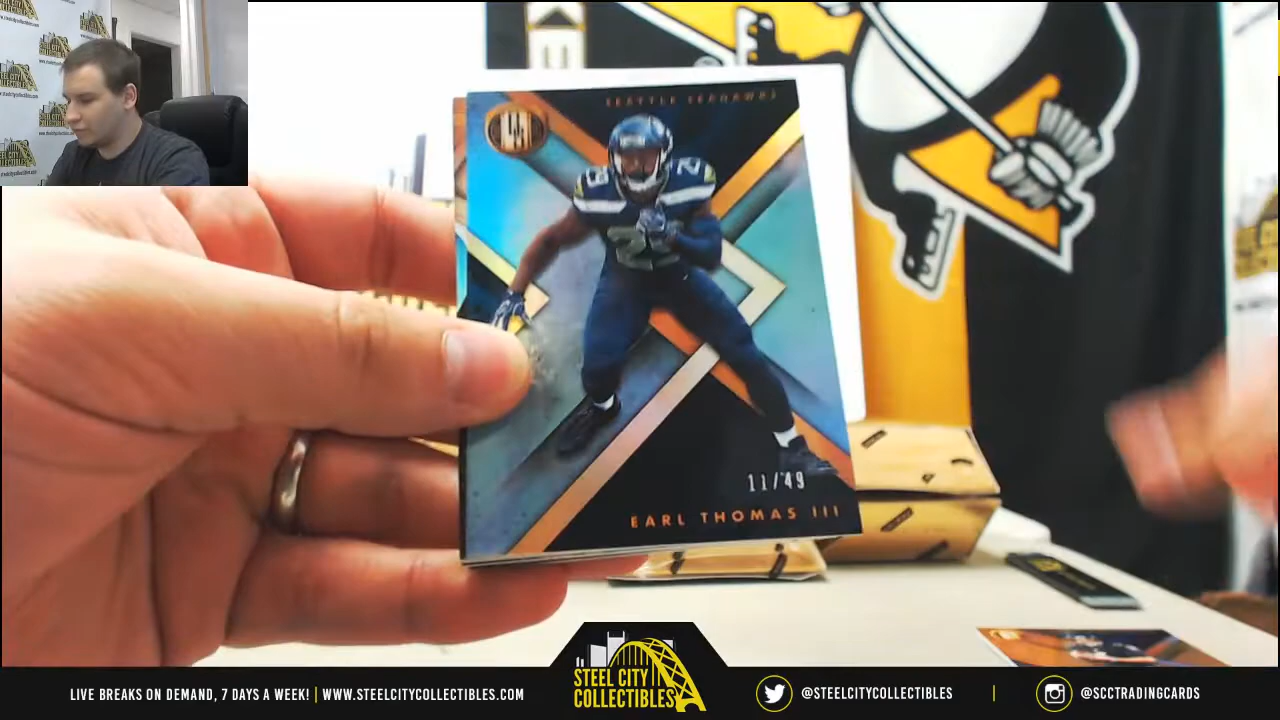 SEATTLE SEAHAWKS
29
11/49
EARL THOMAS III
LIVE BREAKS ON DEMAND, 7 DAYS A WEEK! | WWW.STEELCITYCOLLECTIBLES.COM
STEEL CITY
COLLECTIBLES
@STEELCITYCOLLECTIBLES
|
@SCCTRADINGCARDS